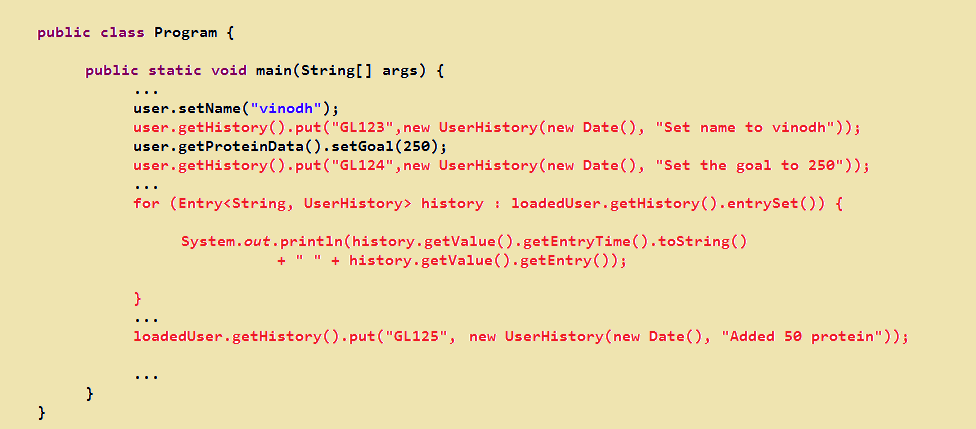 public class Program {
public static void main(String[] args) {
...
user.setName("vinodh");
user.getHistory().put("GL123",new UserHistory(new Date(), "Set name to vinodh"));
user.getProteinData().setGoal(250);
user.getHistory().put("GL124",new UserHistory(new Date(), "Set the goal to 250"));
...
for (Entry<String, UserHistory> history : loadedUser.getHistory().entrySet()) {
System.out.println(history.getValue().getEntryTime().toString()
+ " " + history.getValue().getEntry());
}
...
loadedUser.getHistory().put("GL125", new UserHistory(new Date(), "Added 50 protein"));
...
}
}